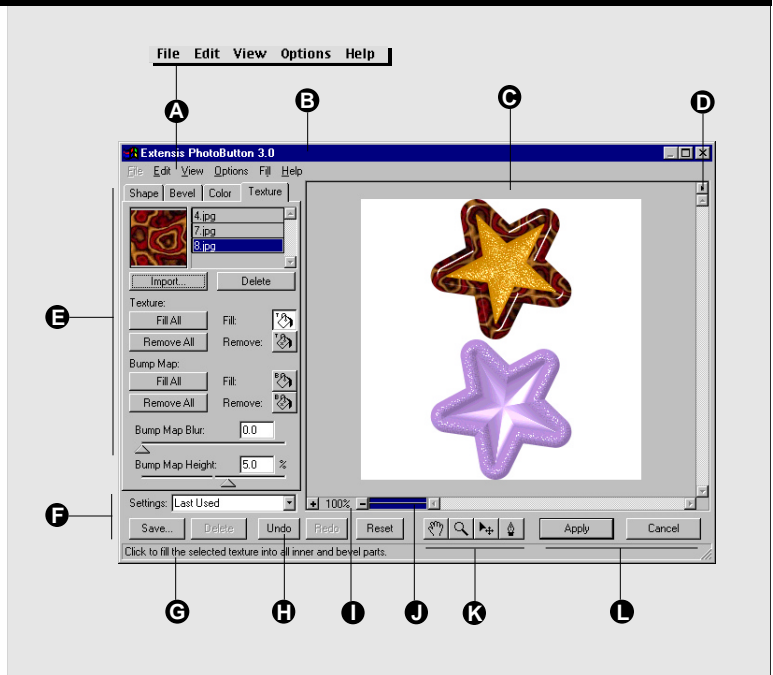 File Edit View Options Help
A
B
C
D
Extensis PhotoButton 3.0
File Edit View Options Fill Help
Shape Bevel Color Texture
4.jpg
7.jpg
8.jpg
Import... Delete
E
Texture:
Fill All Fill: T
Remove All Remove: T
Bump Map:
Fill All Fill: B
Remove All Remove: B
Bump Map Blur: 0.0
Bump Map Height: 5.0 %
F
Settings: Last Used
+ 100% -
Save... Delete Undo Redo Reset Apply Cancel
Click to fill the selected texture into all inner and bevel parts.
G
H
I
J
K
L